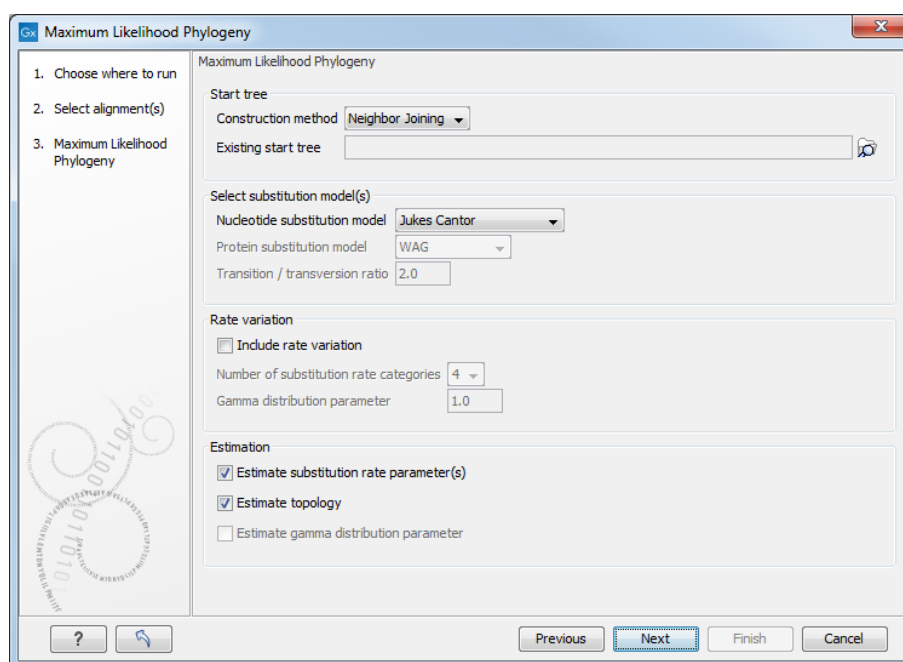 Gx Maximum Likelihood Phylogeny
1. Choose where to run
2. Select alignment(s)
3. Maximum Likelihood
Phylogeny
Maximum Likelihood Phylogeny
Start tree
Construction method Neighbor Joining
Existing start tree
Select substitution model(s)
Nucleotide substitution model Jukes Cantor
Protein substitution model WAG
Transition / transversion ratio 2.0
Rate variation
Include rate variation
Number of substitution rate categories 4
Gamma distribution parameter 1.0
Estimation
Estimate substitution rate parameter(s)
Estimate topology
Estimate gamma distribution parameter
? Previous Next Finish Cancel